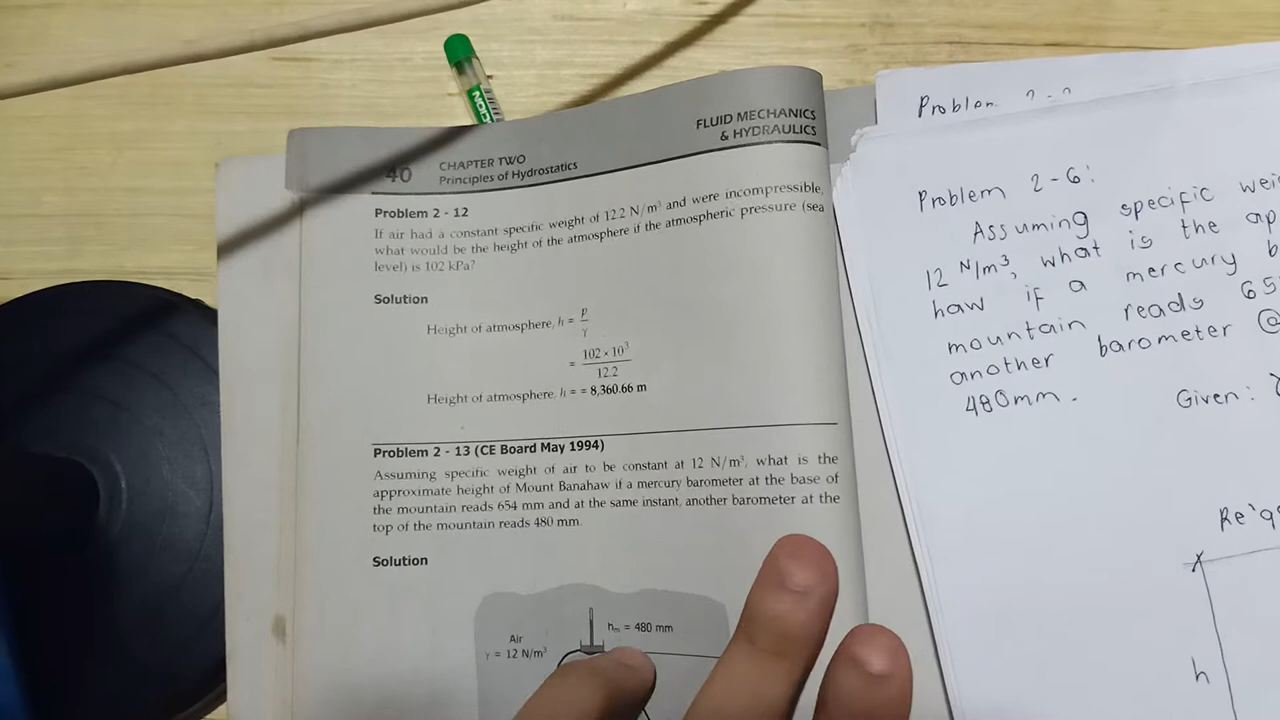 NOIC
40
CHAPTER TWO
Principles of Hydrostatics
FLUID MECHANICS
& HYDRAULICS
Problem 2 - 12
If air had a constant specific weight of 12.2 N/m³ and were incompressible,
what would be the height of the atmosphere if the atmospheric pressure (sea
level) is 102 kPa?
Solution
Height of atmosphere, h = p/γ
= 102 × 10³/12.2
Height of atmosphere, h = = 8,360.66 m
Problem 2 - 13 (CE Board May 1994)
Assuming specific weight of air to be constant at 12 N/m³, what is the
approximate height of Mount Banahaw if a mercury barometer at the base of
the mountain reads 654 mm and at the same instant, another barometer at the
top of the mountain reads 480 mm.
Solution
Air
γ = 12 N/m³
hm = 480 mm
Problem 2-6:
Assuming specific
12 N/m³, what is the
haw if a mercury
mountain reads
another barometer @
480mm.
Given:
h